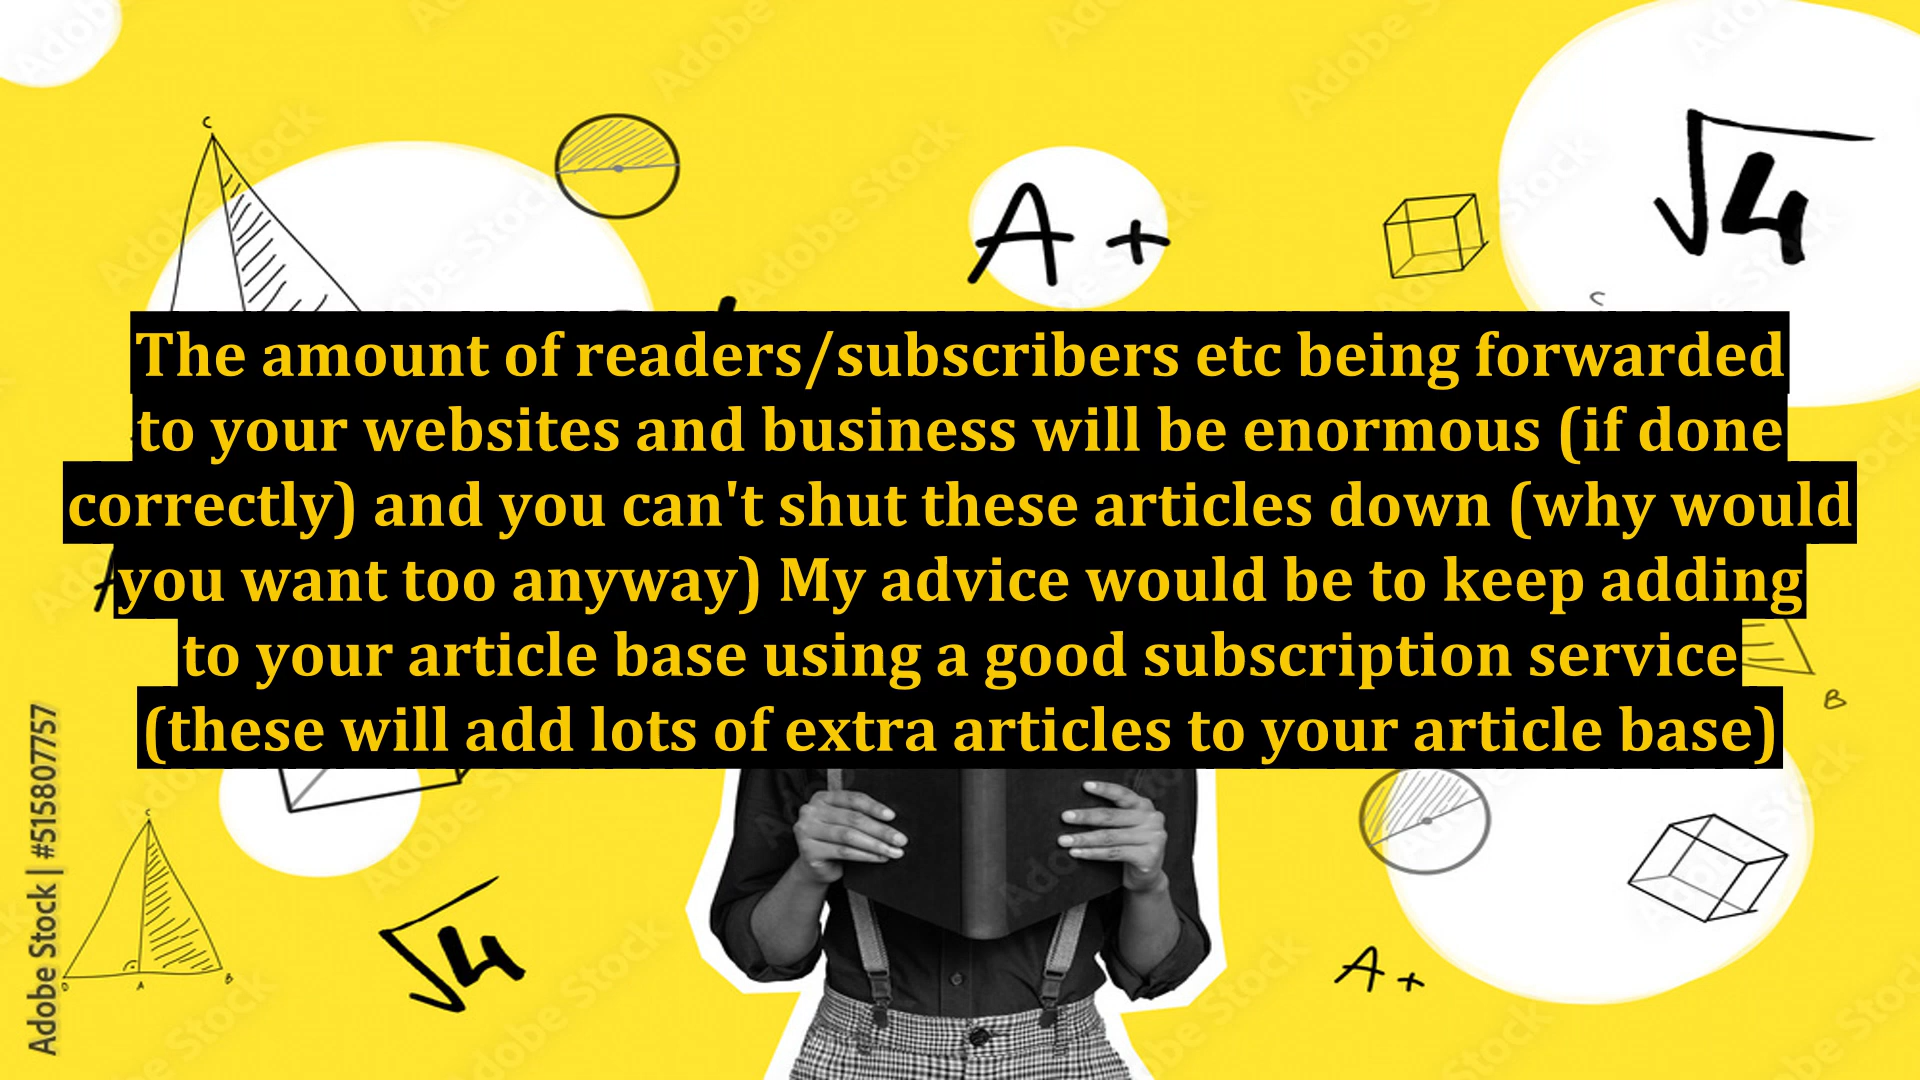 C
A +
√4
S
The amount of readers/subscribers etc being forwarded
to your websites and business will be enormous (if done
correctly) and you can't shut these articles down (why would
you want too anyway) My advice would be to keep adding
to your article base using a good subscription service
(these will add lots of extra articles to your article base)
B
C
D A B
√4
A +
Adobe Stock | #515807757